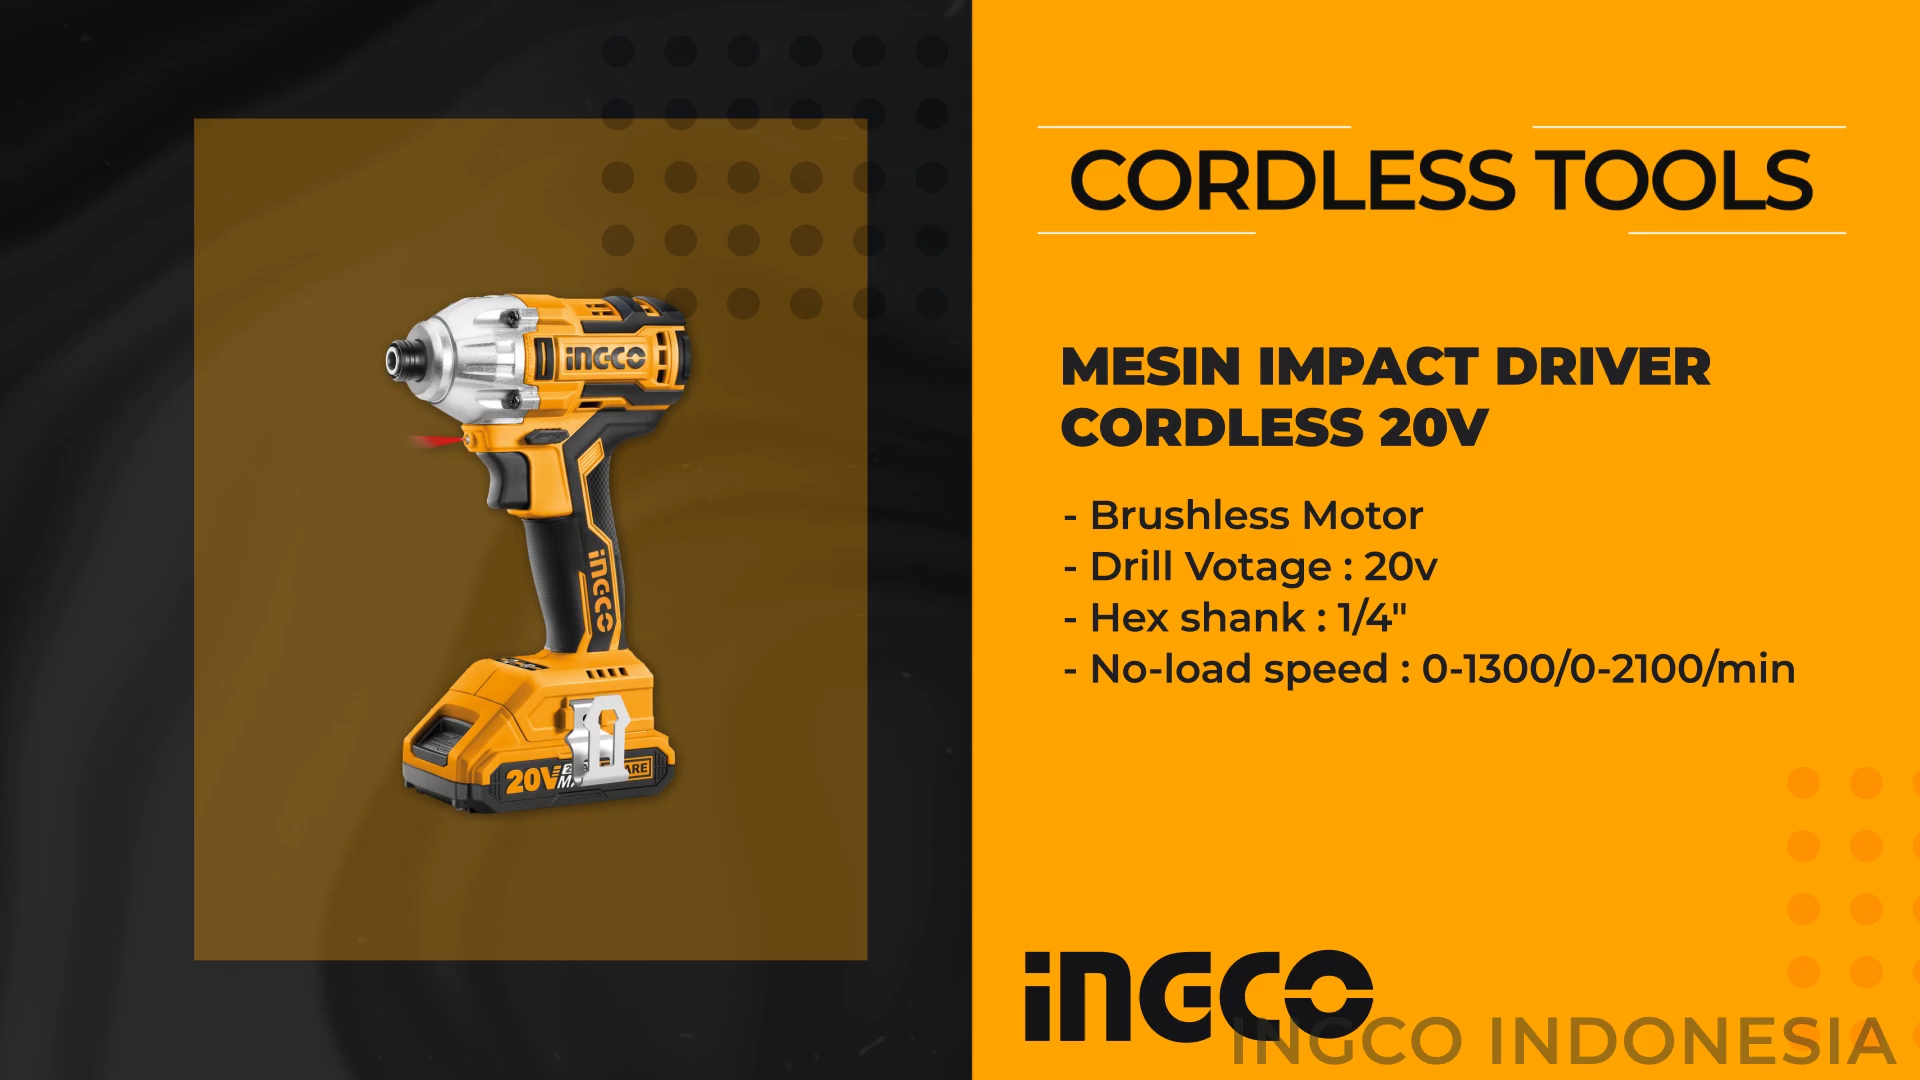 CORDLESS TOOLS
MESIN IMPACT DRIVER
CORDLESS 20V
- Brushless Motor
- Drill Votage : 20v
- Hex shank : 1/4"
- No-load speed : 0-1300/0-2100/min
INGCO
INGCO
20V
INGCO
INGCO INDONESIA